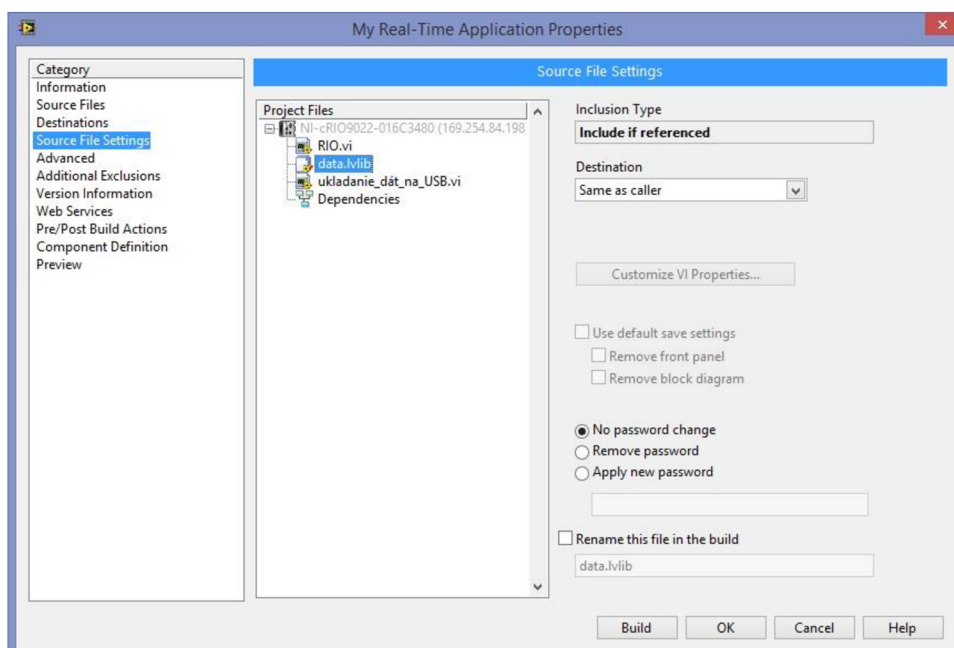 My Real-Time Application Properties
Category
Information
Source Files
Destinations
Source File Settings
Advanced
Additional Exclusions
Version Information
Web Services
Pre/Post Build Actions
Component Definition
Preview
Source File Settings
Project Files
NI-cRIO9022-016C3480 (169.254.84.198
RIO.vi
data.lvlib
ukladanie_dát_na_USB.vi
Dependencies
Inclusion Type
Include if referenced
Destination
Same as caller
Customize VI Properties...
Use default save settings
Remove front panel
Remove block diagram
No password change
Remove password
Apply new password
Rename this file in the build
data.lvlib
Build
OK
Cancel
Help